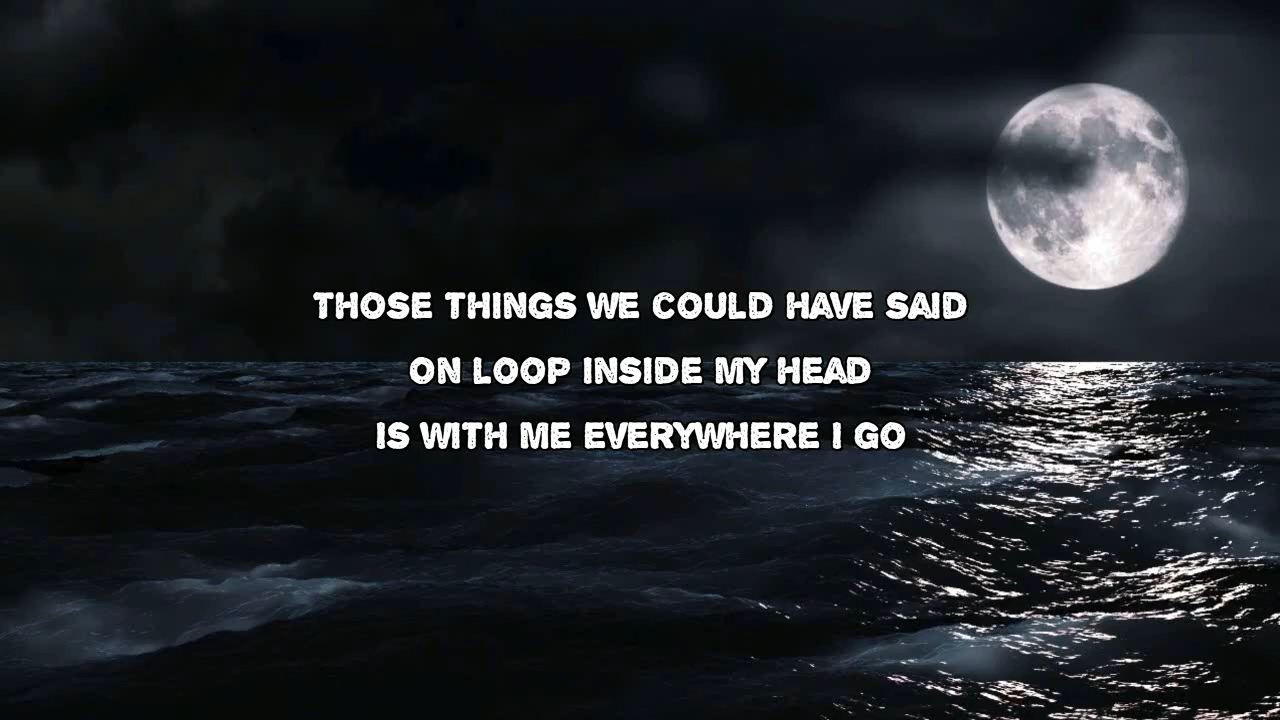 THOSE THINGS WE COULD HAVE SAID
ON LOOP INSIDE MY HEAD
IS WITH ME EVERYWHERE I GO